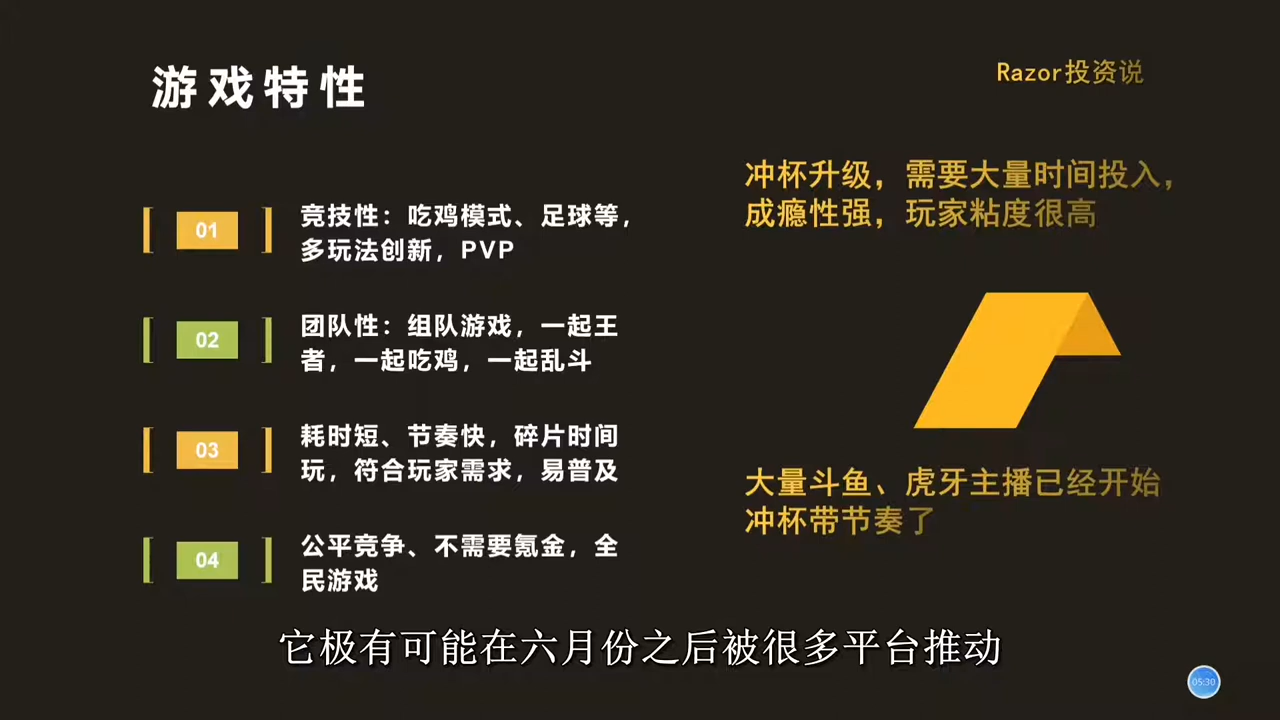 游戏特性
Razor投资说
01
竞技性：吃鸡模式、足球等，
多玩法创新，PVP
02
团队性：组队游戏，一起王
者，一起吃鸡，一起乱斗
03
耗时短、节奏快，碎片时间
玩，符合玩家需求，易普及
04
公平竞争、不需要氪金，全
民游戏
冲杯升级，需要大量时间投入，
成瘾性强，玩家粘度很高
大量斗鱼、虎牙主播已经开始
冲杯带节奏了
它极有可能在六月份之后被很多平台推动
05:30